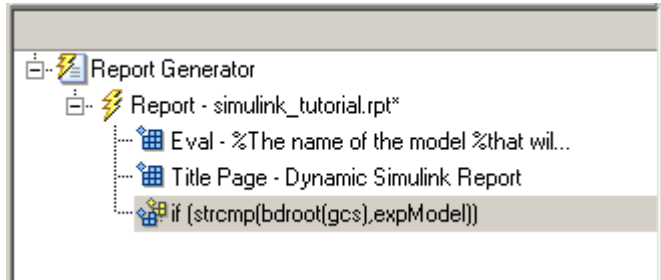 Report Generator
Report - simulink_tutorial.rpt*
Eval - %The name of the model %that wil...
Title Page - Dynamic Simulink Report
if (strcmp(bdroot(gcs),expModel))